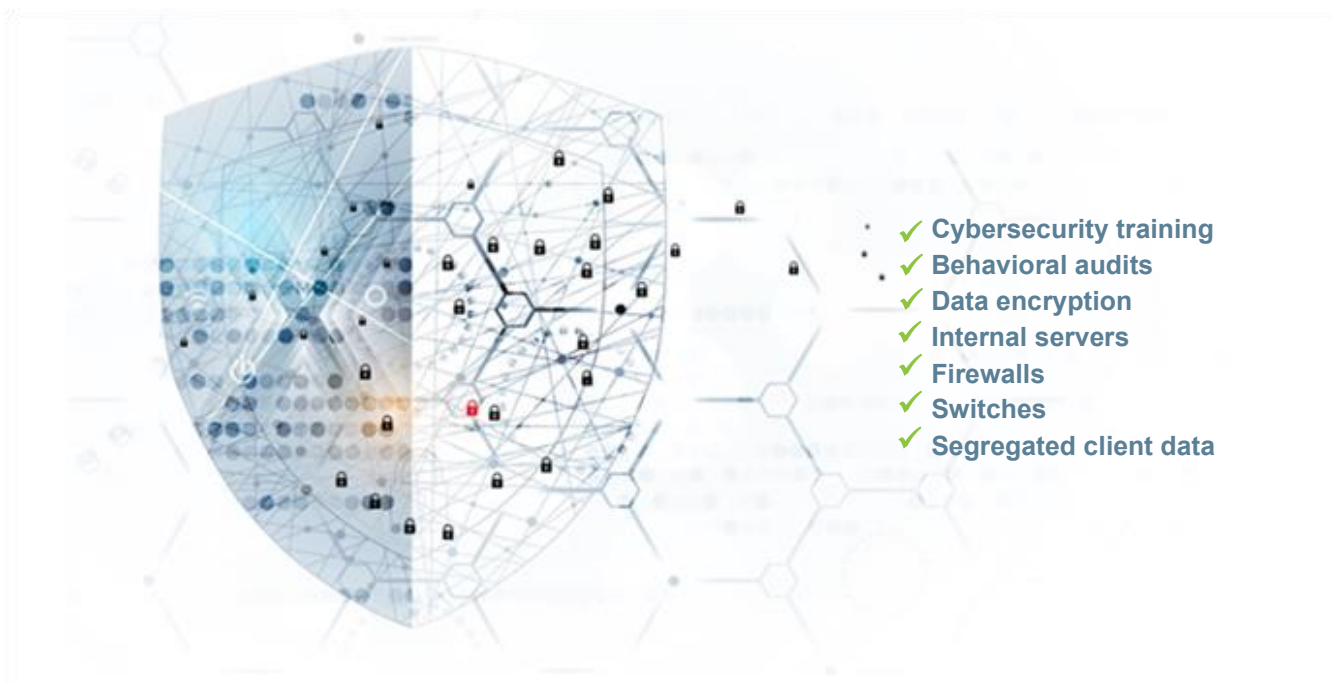 Cybersecurity training
Behavioral audits
Data encryption
Internal servers
Firewalls
Switches
Segregated client data